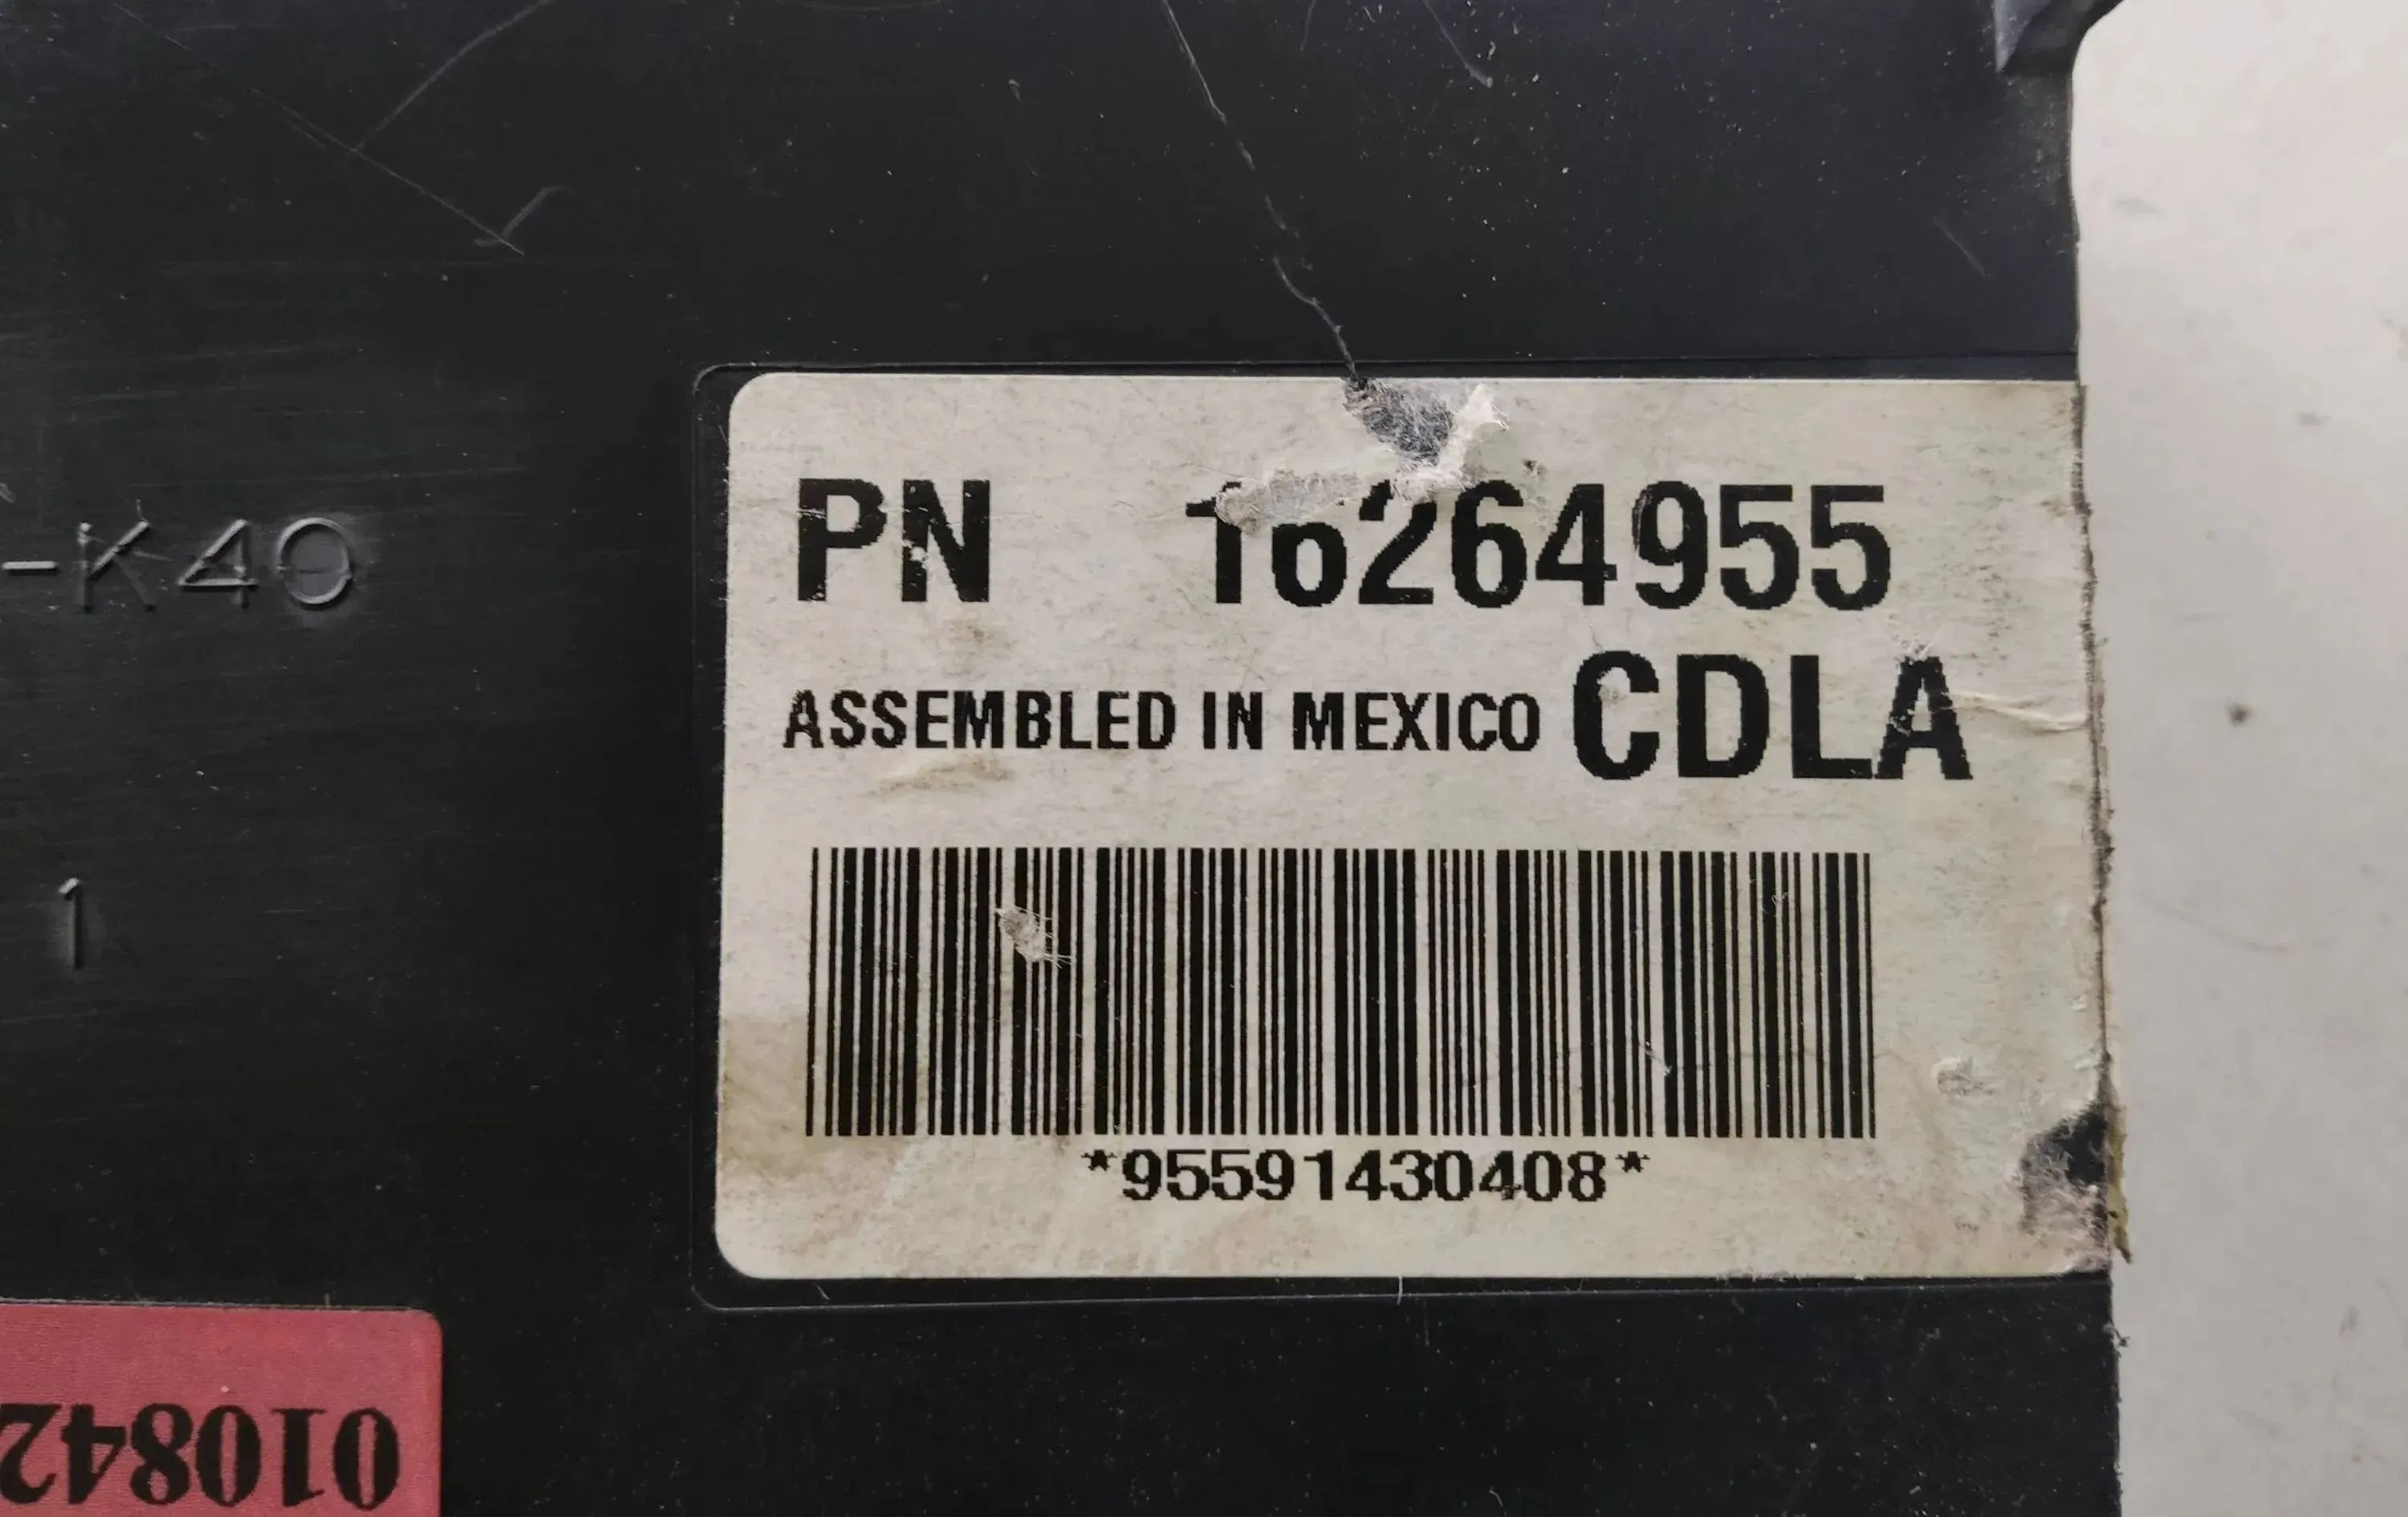 -K40
PN 16264955
ASSEMBLED IN MEXICO CDLA
1
*95591430408*
010842